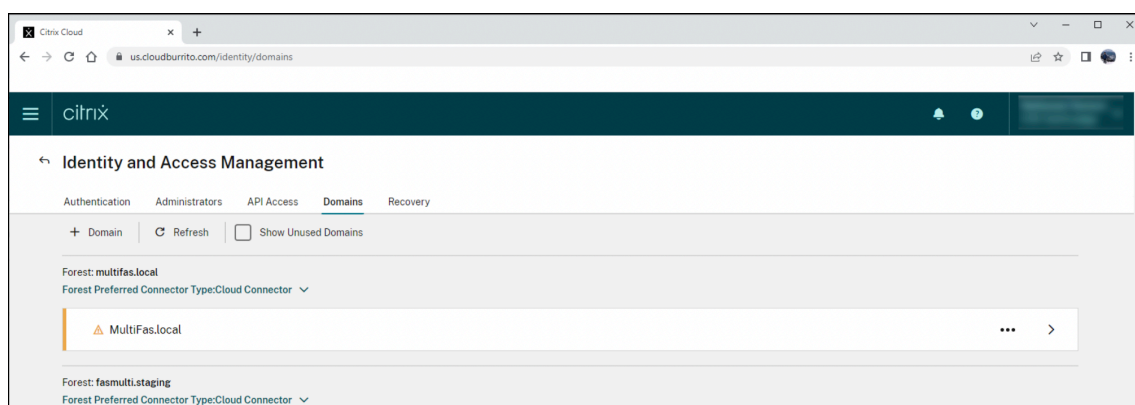 Citrix Cloud
us.cloudburrito.com/identity/domains
citrix
Identity and Access Management
Authentication Administrators API Access Domains Recovery
+ Domain Refresh Show Unused Domains
Forest: multifas.local
Forest Preferred Connector Type:Cloud Connector
MultiFas.local
Forest: fasmulti.staging
Forest Preferred Connector Type:Cloud Connector